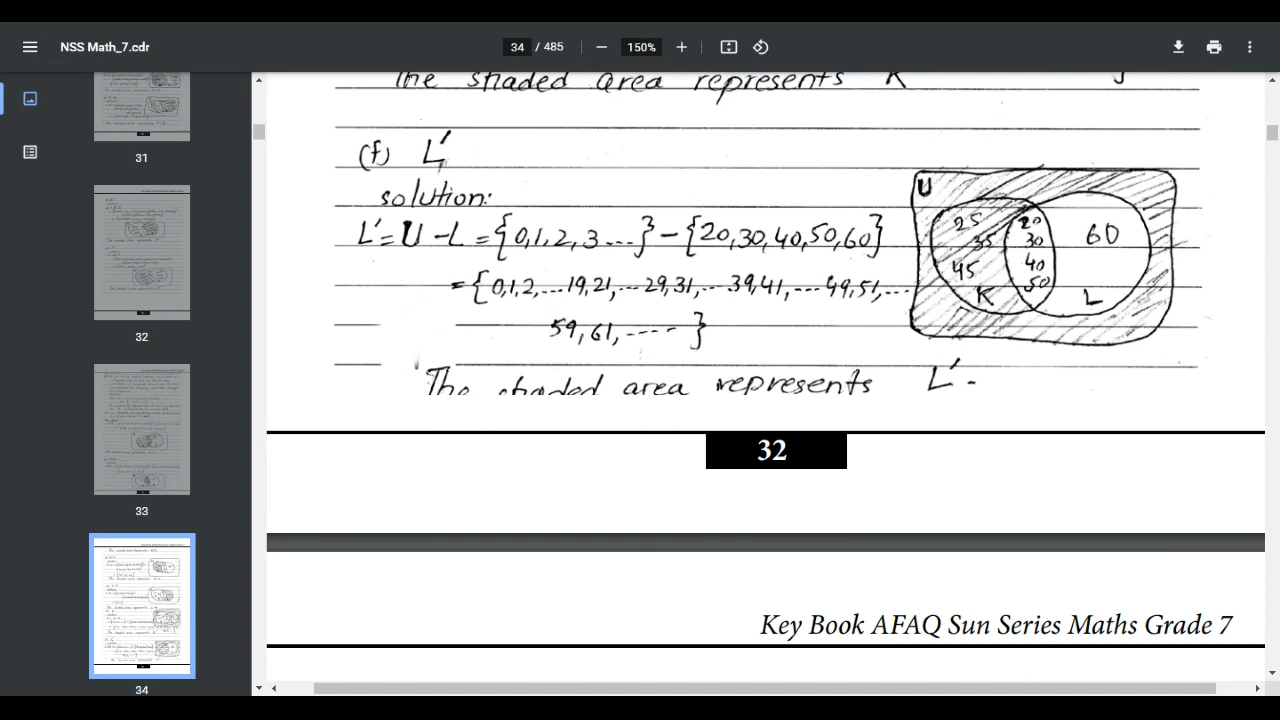 NSS Math_7.cdr
34 / 485
150%
31
32
33
34
The shaded area represents K
(f) L'
solution:
L' = U - L = {0,1,2,3...} - {20,30,40,50,60}
= {0,1,2,...19,21,...29,31,...39,41,...49,51,...
59,61,....}
The shaded area represents L'.
U
25
35
45
K
20
30
40
50
60
L
32
Key Book AFAQ Sun Series Maths Grade 7